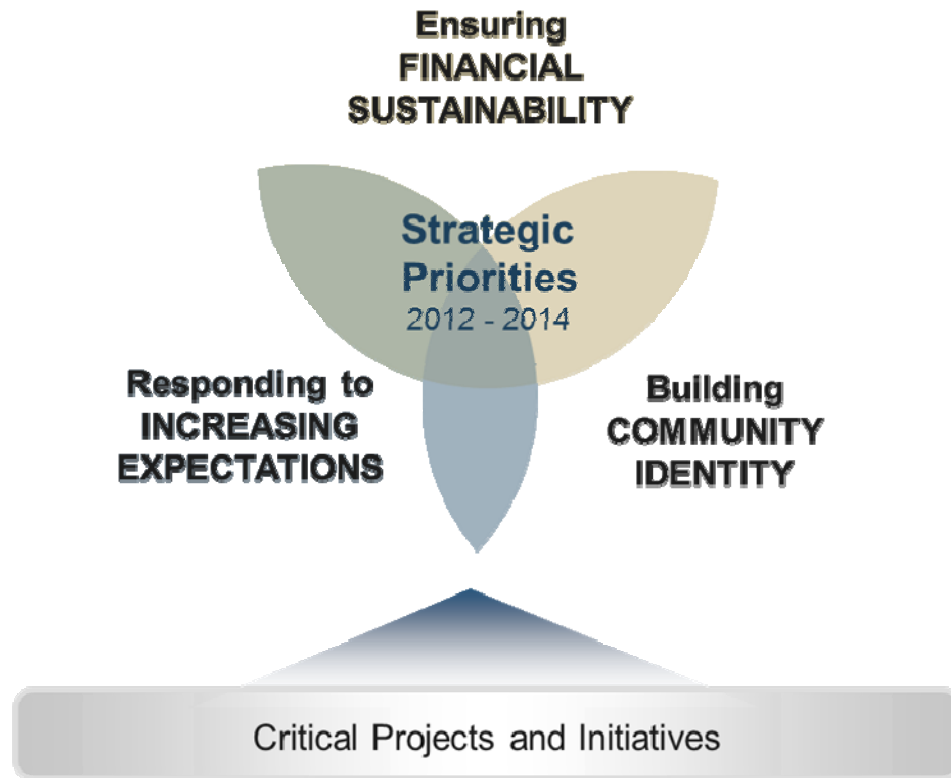 Ensuring
FINANCIAL
SUSTAINABILITY
Strategic
Priorities
2012 - 2014
Responding to
INCREASING
EXPECTATIONS
Building
COMMUNITY
IDENTITY
Critical Projects and Initiatives